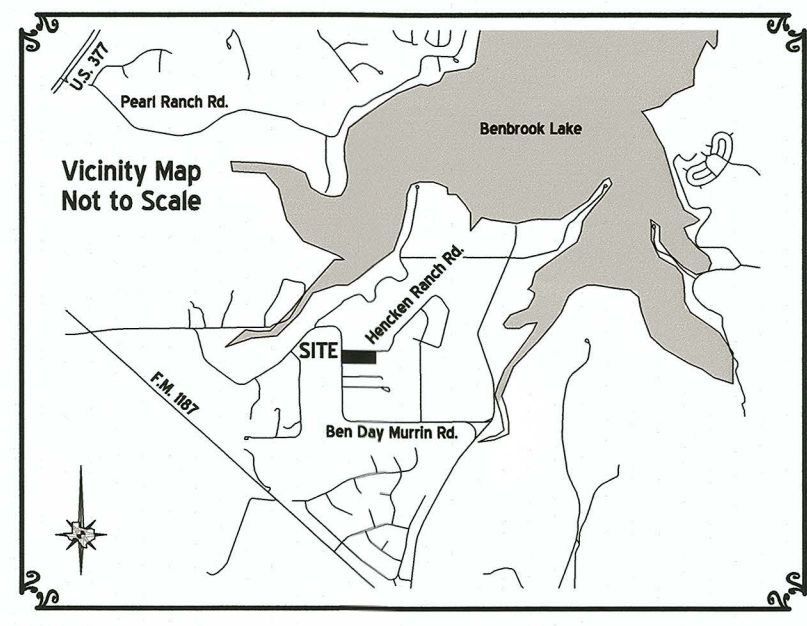 U.S. 377
Pearl Ranch Rd.
Benbrook Lake
Vicinity Map
Not to Scale
Hencken Ranch Rd.
SITE
F.M. 1187
Ben Day Murrin Rd.